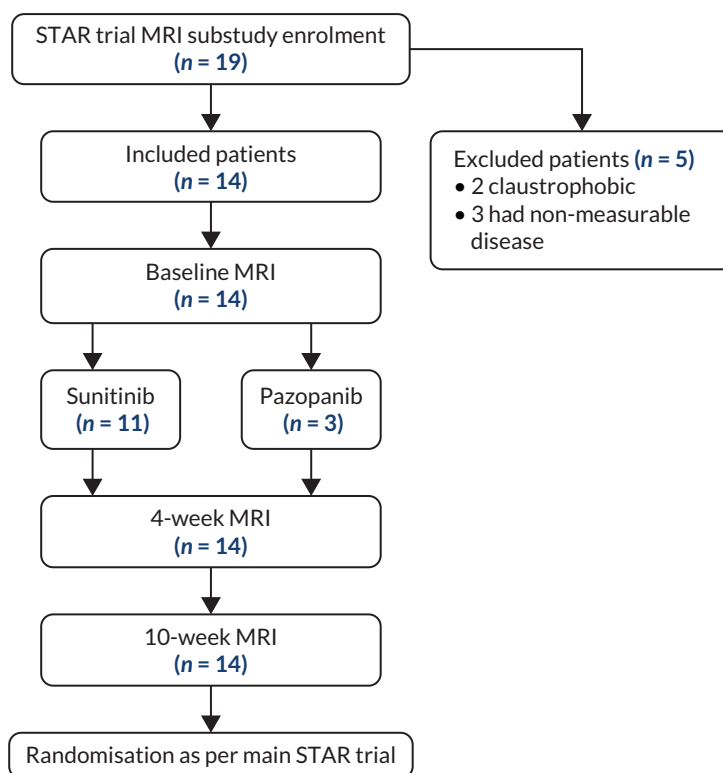 STAR trial MRI substudy enrolment
(n = 19)
Included patients
(n = 14)
Excluded patients (n = 5)
• 2 claustrophobic
• 3 had non-measurable
disease
Baseline MRI
(n = 14)
Sunitinib
(n = 11)
Pazopanib
(n = 3)
4-week MRI
(n = 14)
10-week MRI
(n = 14)
Randomisation as per main STAR trial